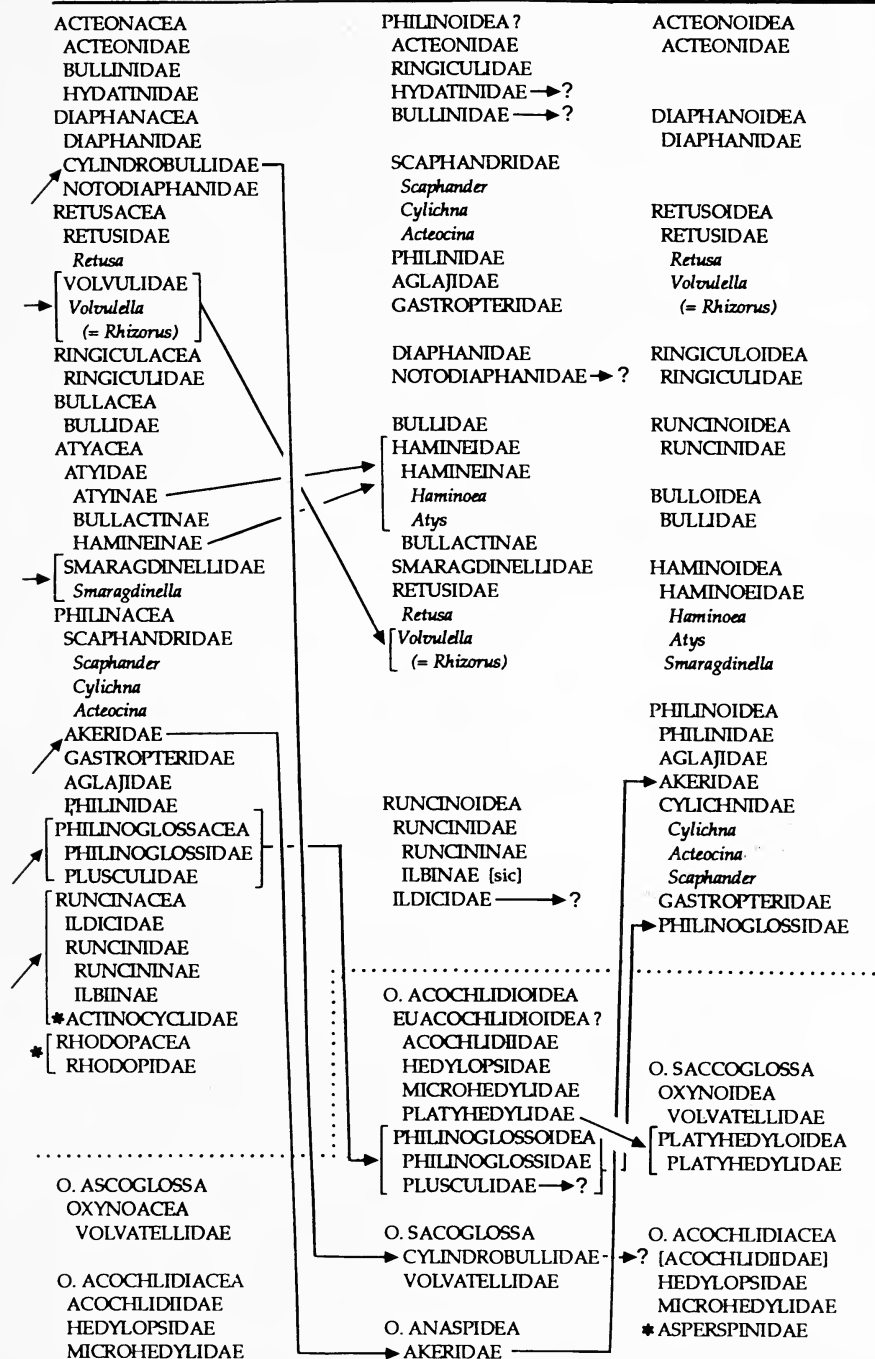 ACTEONACEA
ACTEONIDAE
BULLINIDAE
HYDATINIDAE
DIAPHANACEA
DIAPHANIDAE
CYLINDROBULLIDAE
NOTODIAPHANIDAE
RETUSACEA
RETUSIDAE
Retusa
VOLVULIDAE
Volvulella
(= Rhizorus)
RINGICULACEA
RINGICULIDAE
BULLACEA
BULLIDAE
ATYACEA
ATYIDAE
ATYINAE
BULLACTINAE
HAMINEINAE
SMARAGDINELLIDAE
Smaragdinella
PHILINACEA
SCAPHANDRIDAE
Scaphander
Cylichna
Acteocina
AKERIDAE
GASTROPTERIDAE
AGLAJIDAE
PHILINIDAE
PHILINOGLOSSACEA
PHILINOGLOSSIDAE
PLUSCULIDAE
RUNCINACEA
ILDICIDAE
RUNCINIDAE
RUNCININAE
ILBIINAE
*ACTINOCYCLIDAE
*RHODOPACEA
RHODOPIDAE
O. ASCOGLOSSA
OXYNOACEA
VOLVATELLIDAE
O. ACOCHLIDIACEA
ACOCHLIDIIDAE
HEDYLOPSIDAE
MICROHEDYLIDAE
PHILINOIDEA?
ACTEONIDAE
RINGICULIDAE
HYDATINIDAE → ?
BULLINIDAE → ?
SCAPHANDRIDAE
Scaphander
Cylichna
Acteocina
PHILINIDAE
AGLAJIDAE
GASTROPTERIDAE
DIAPHANIDAE
NOTODIAPHANIDAE → ?
BULLIDAE
HAMINEIDAE
HAMINEINAE
Haminoea
Atys
BULLACTINAE
SMARAGDINELLIDAE
RETUSIDAE
Retusa
Volvulella
(= Rhizorus)
RUNCINOIDEA
RUNCINIDAE
RUNCININAE
ILBINAE [sic]
ILDICIDAE → ?
O. ACOCHLIDIOIDEA
EUACOCHLIDIOIDEA?
ACOCHLIDIIDAE
HEDYLOPSIDAE
MICROHEDYLIDAE
PLATYHEDYLIDAE
PHILINOGLOSSOIDEA
PHILINOGLOSSIDAE
PLUSCULIDAE → ?
O. SACOGLOSSA
CYLINDROBULLIDAE → ?
VOLVATELLIDAE
O. ANASPIDEA
AKERIDAE
ACTEONOIDEA
ACTEONIDAE
DIAPHANOIDEA
DIAPHANIDAE
RETUSOIDEA
RETUSIDAE
Retusa
Volvulella
(= Rhizorus)
RINGICULOIDEA
RINGICULIDAE
RUNCINOIDEA
RUNCINIDAE
BULLOIDEA
BULLIDAE
HAMINOIDEA
HAMINOEIDAE
Haminoea
Atys
Smaragdinella
PHILINOIDEA
PHILINIDAE
AGLAJIDAE
AKERIDAE
CYLICHNIDAE
Cylichna
Acteocina
Scaphander
GASTROPTERIDAE
PHILINOGLOSSIDAE
O. SACCOGLOSSA
OXYNOIDEA
VOLVATELLIDAE
PLATYHEDYLOIDEA
PLATYHEDYLIDAE
O. ACOCHLIDIACEA
[ACOCHLIDIIDAE]
HEDYLOPSIDAE
MICROHEDYLIDAE
*ASPERSPINIDAE